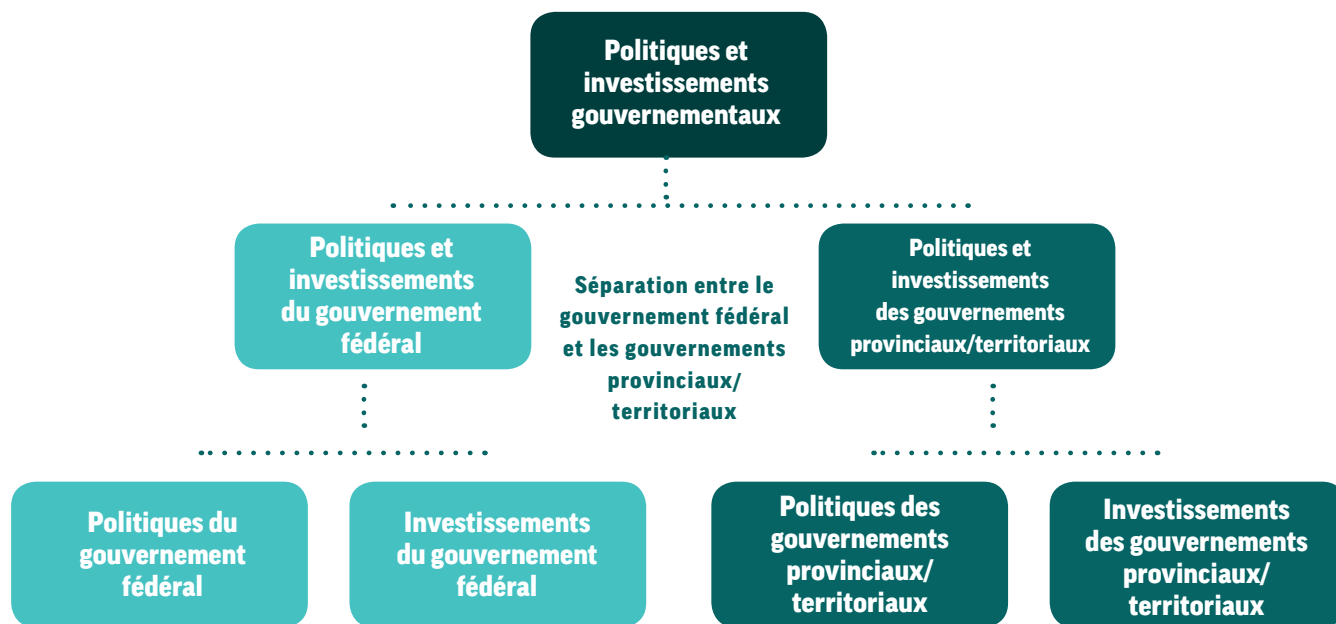 Politiques et
investissements
gouvernementaux
Politiques et
investissements
du gouvernement
fédéral
Séparation entre le
gouvernement fédéral
et les gouvernements
provinciaux/
territoriaux
Politiques et
investissements
des gouvernements
provinciaux/territoriaux
Politiques du
gouvernement
fédéral
Investissements
du gouvernement
fédéral
Politiques des
gouvernements
provinciaux/
territoriaux
Investissements
des gouvernements
provinciaux/
territoriaux